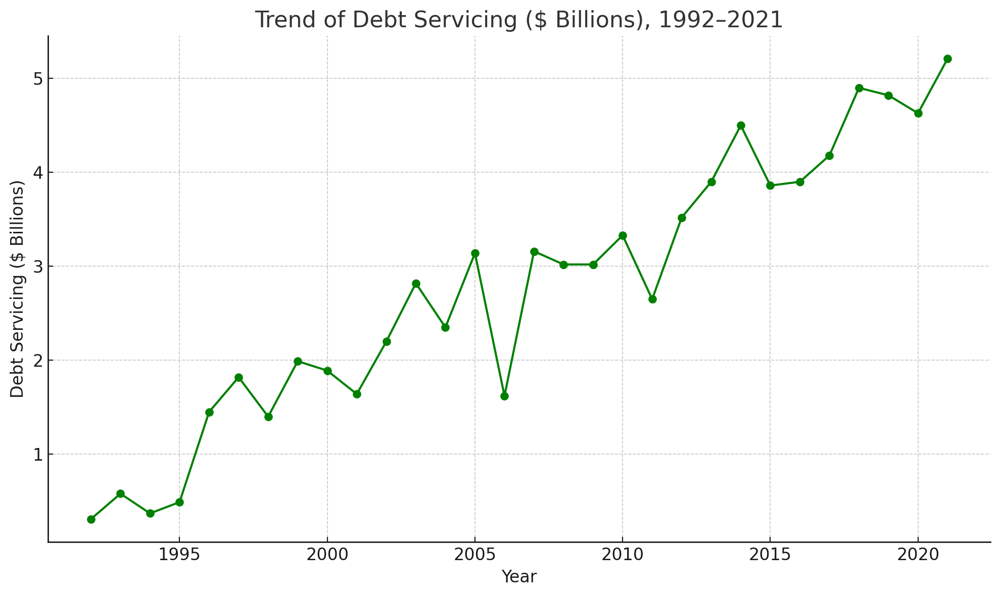 Trend of Debt Servicing ($ Billions), 1992–2021
Debt Servicing ($ Billions)
5
4
3
2
1
1995 2000 2005 2010 2015 2020
Year